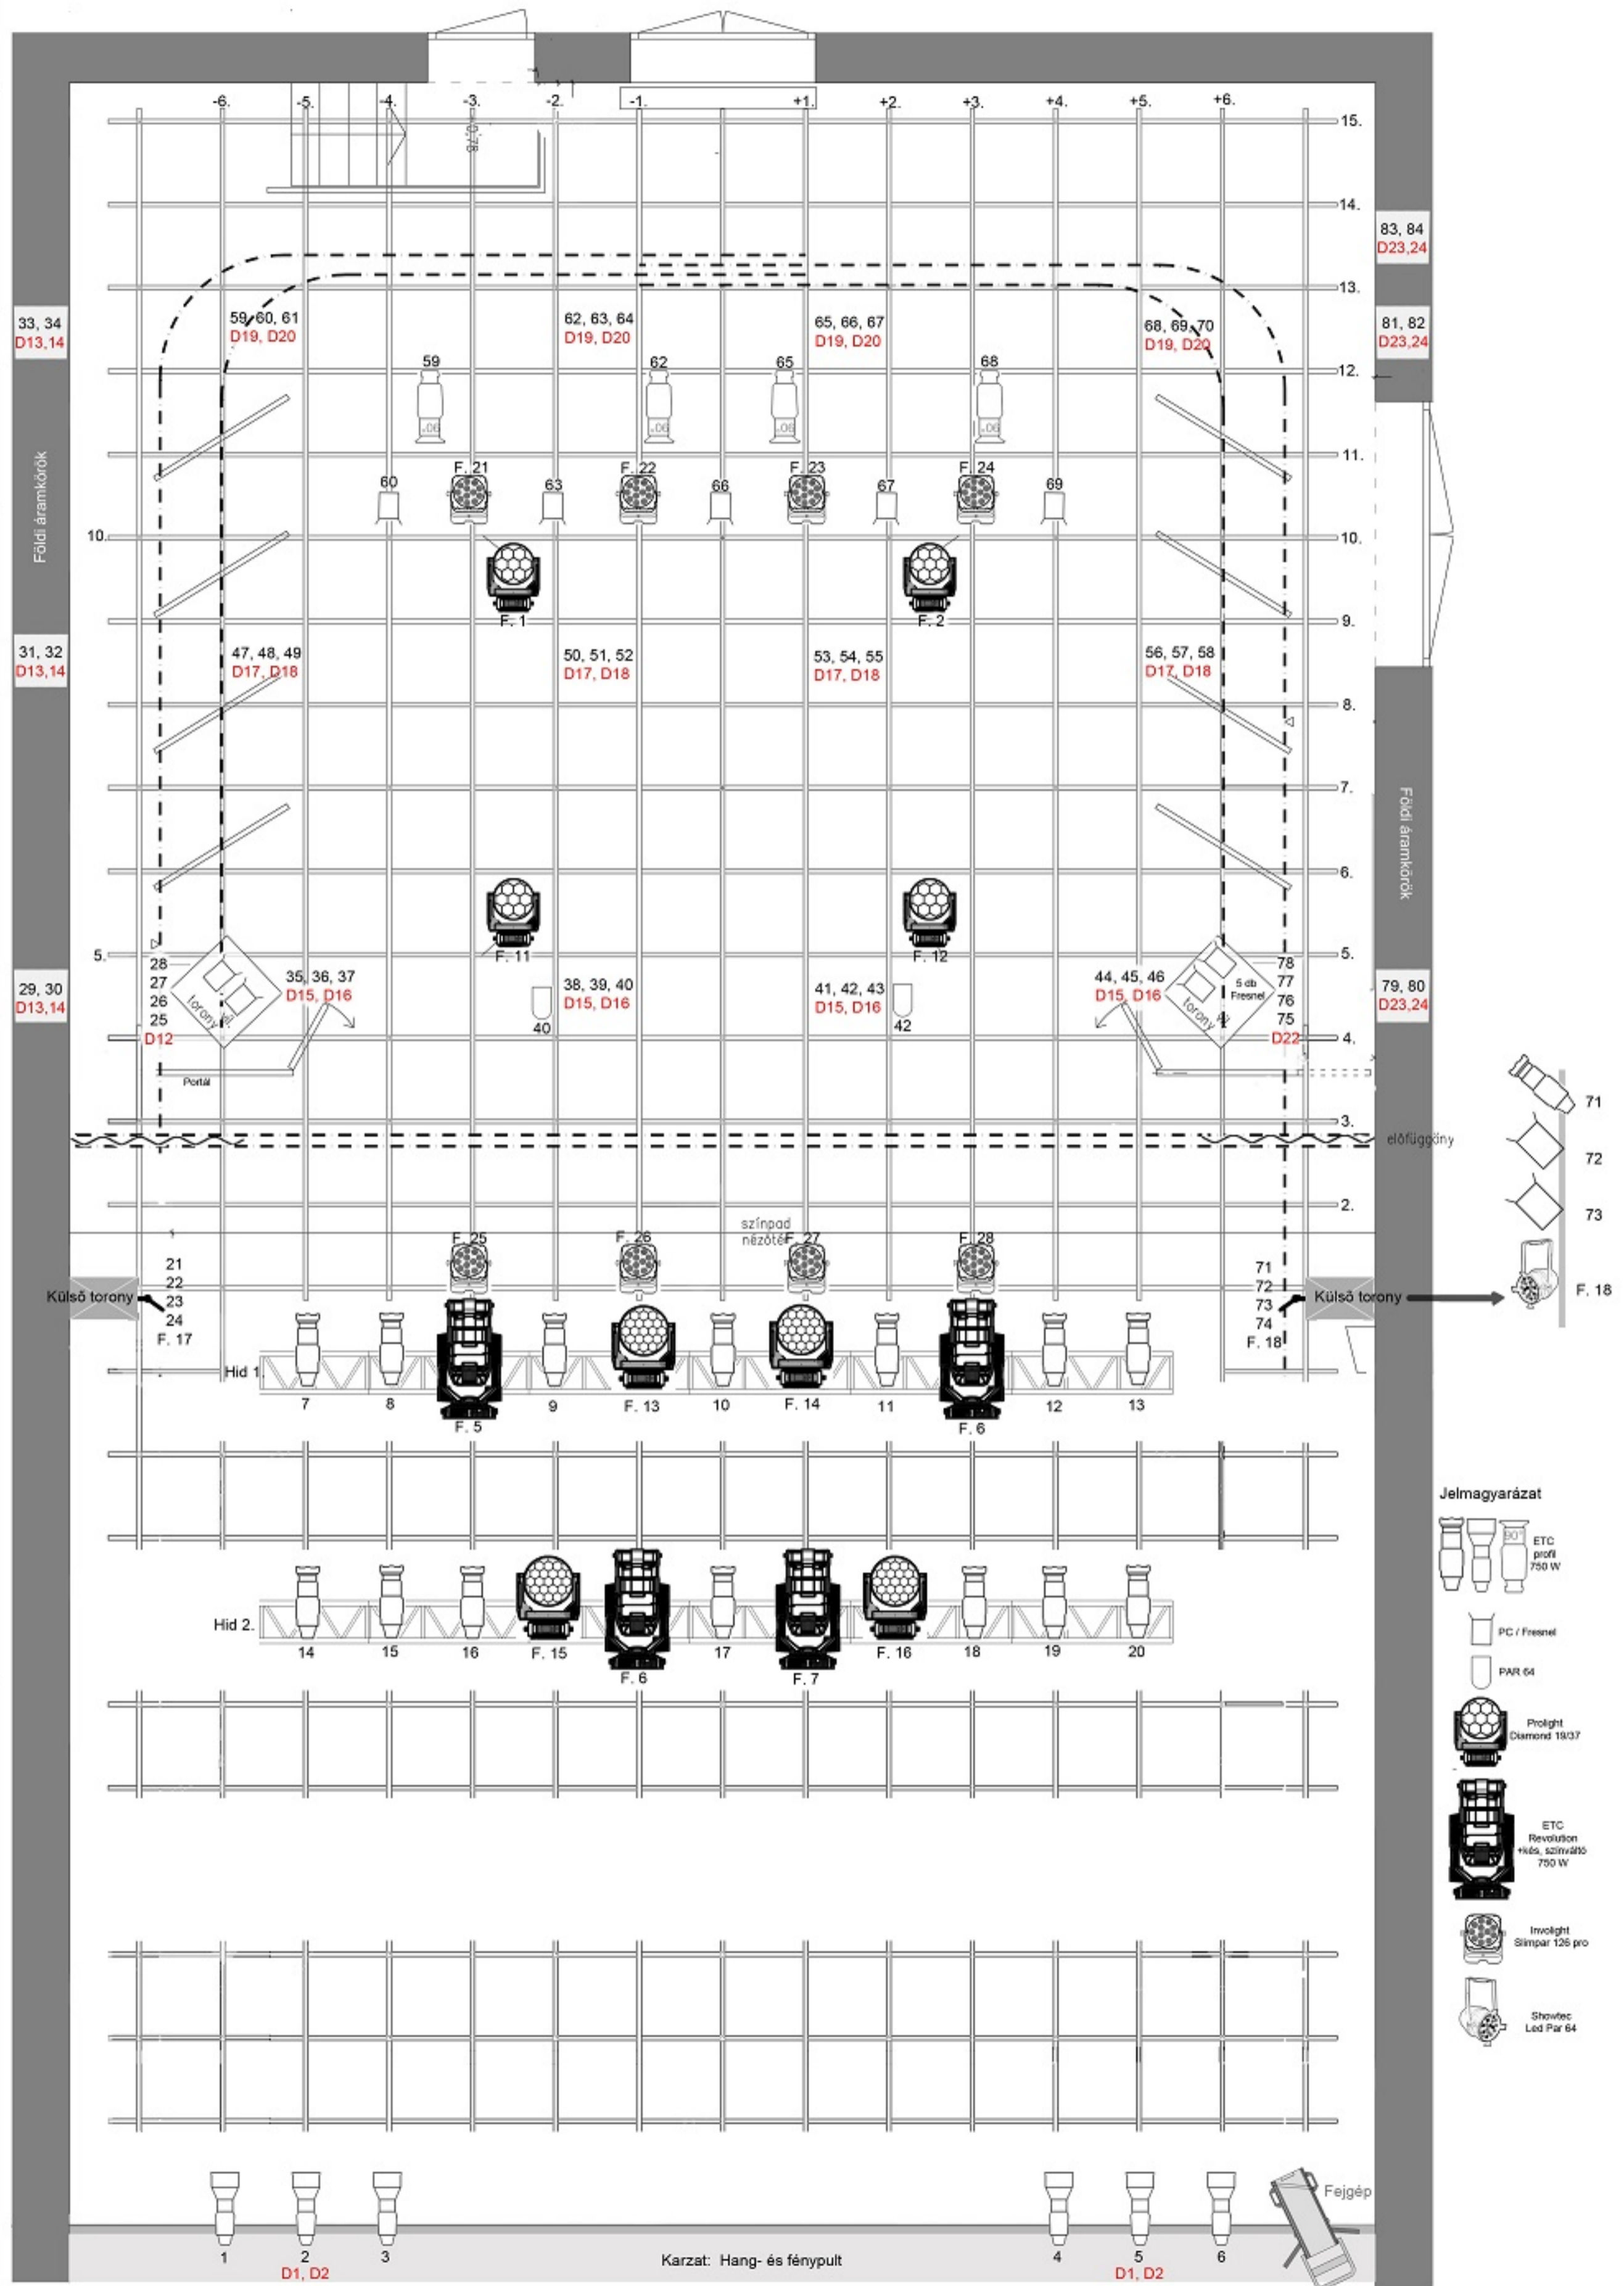 -6. -5. -4. -3. -2. -1. +1. +2. +3. +4. +5. +6.
15.
-0,78
14.
83, 84
D23,24
13.
33, 34
D13,14
59, 60, 61
D19, D20
62, 63, 64
D19, D20
65, 66, 67
D19, D20
68, 69, 70
D19, D20
81, 82
D23,24
59 62 65 68
12.
Földi áramkörök
11.
F. 21 F. 22 F. 23 F. 24
60 63 66 67 69
10. 10.
F. 1 F. 2
9.
31, 32
D13,14
47, 48, 49
D17, D18
50, 51, 52
D17, D18
53, 54, 55
D17, D18
56, 57, 58
D17, D18
8.
7.
Földi áramkörök
6.
5. F. 11 F. 12 5.
29, 30
D13,14
28
27
26
25
D12
torony
35, 36, 37
D15, D16
38, 39, 40
D15, D16
41, 42, 43
D15, D16
44, 45, 46
D15, D16
40 42
torony
5 db
Fresnel
78
77
76
75
D22
79, 80
D23,24
4.
Portál
3.
előfüggöny
71
72
73
F. 18
2.
színpad
nézőtér
F. 25 F. 26 F. 27 F. 28
Külső torony
21
22
23
24
F. 17
71
72
73
74
F. 18
Külső torony
Hid 1.
7 8 F. 5 9 F. 13 10 F. 14 11 F. 6 12 13
Hid 2.
14 15 16 F. 15 F. 6 17 F. 7 F. 16 18 19 20
Jelmagyarázat
90°
ETC
profil
750 W
PC / Fresnel
PAR 64
Prolight
Diamond 19/37
ETC
Revolution
+kés, színváltó
750 W
Involight
Slimpar 126 pro
Showtec
Led Par 64
Fejgép
1 2 3 4 5 6
D1, D2 D1, D2
Karzat: Hang- és fénypult